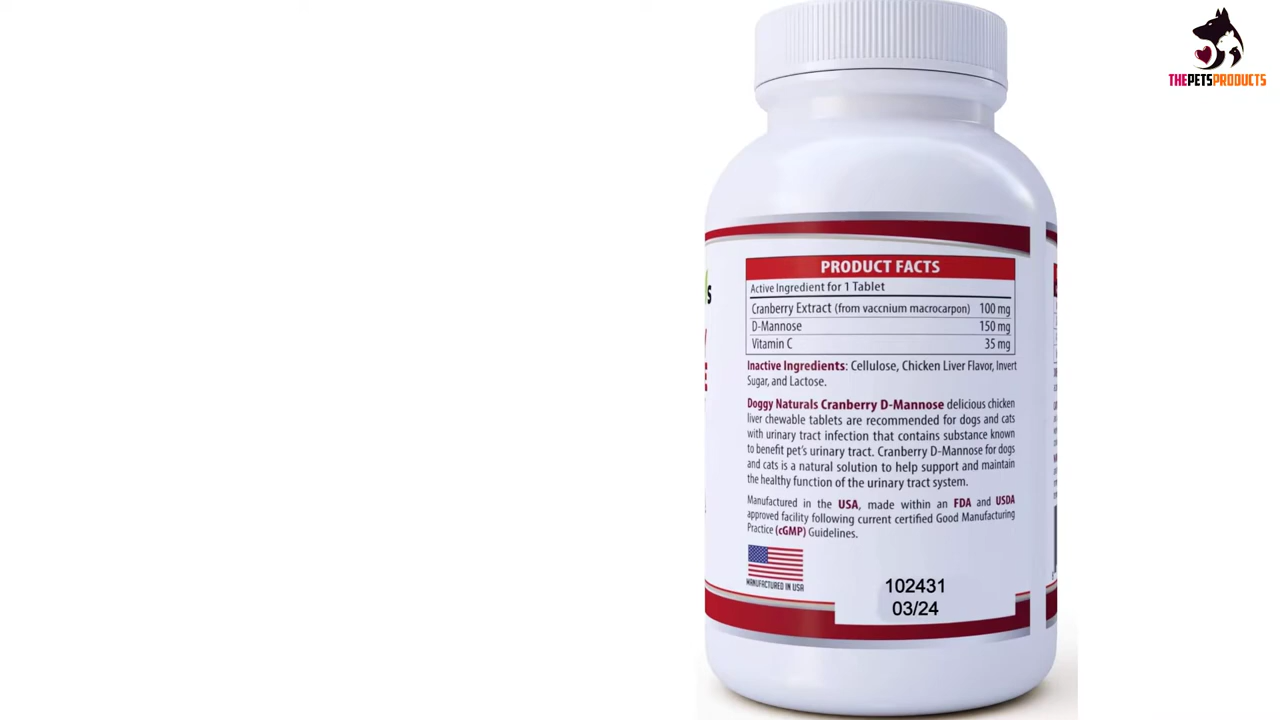 THEPETSPRODUCTS
PRODUCT FACTS
Active Ingredient for 1 Tablet
Cranberry Extract (from vaccnium macrocarpon) 100 mg
D-Mannose 150 mg
Vitamin C 35 mg
Inactive Ingredients: Cellulose, Chicken Liver Flavor, Invert
Sugar, and Lactose.
Doggy Naturals Cranberry D-Mannose delicious chicken
liver chewable tablets are recommended for dogs and cats
with urinary tract infection that contains substance known
to benefit pet's urinary tract. Cranberry D-Mannose for dogs
and cats is a natural solution to help support and maintain
the healthy function of the urinary tract system.
Manufactured in the USA, made within an FDA and USDA
approved facility following current certified Good Manufacturing
Practice (cGMP) Guidelines.
MANUFACTURED IN USA
102431
03/24